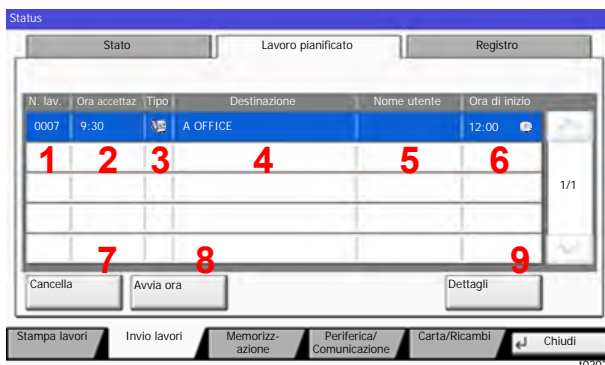 Status
Stato Lavoro pianificato Registro
N. lav. Ora accettaz Tipo Destinazione Nome utente Ora di inizio
0007 9:30 A OFFICE 12:00
1 2 3 4 5 6
1/1
7 8 9
Cancella Avvia ora Dettagli
Stampa lavori Invio lavori Memorizz-
azione Periferica/
Comunicazione Carta/Ricambi Chiudi